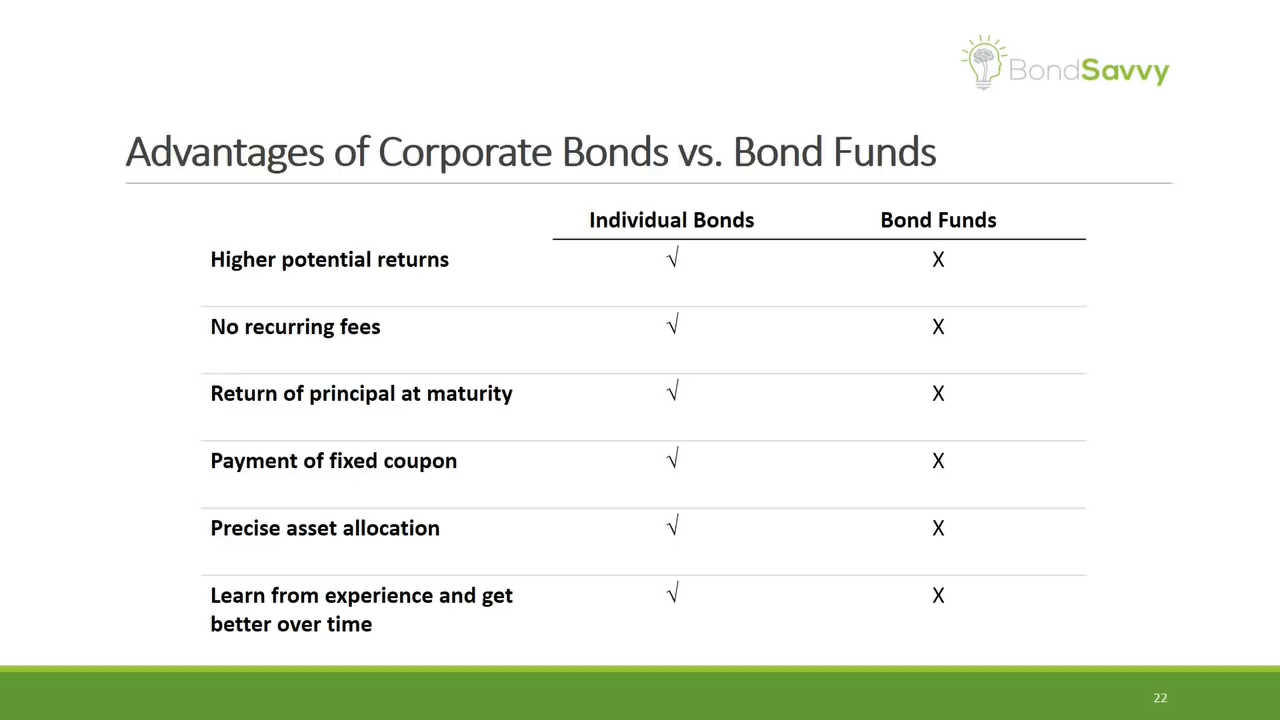 BondSavvy
Advantages of Corporate Bonds vs. Bond Funds
Individual Bonds Bond Funds
Higher potential returns √ X
No recurring fees √ X
Return of principal at maturity √ X
Payment of fixed coupon √ X
Precise asset allocation √ X
Learn from experience and get √ X
better over time
22